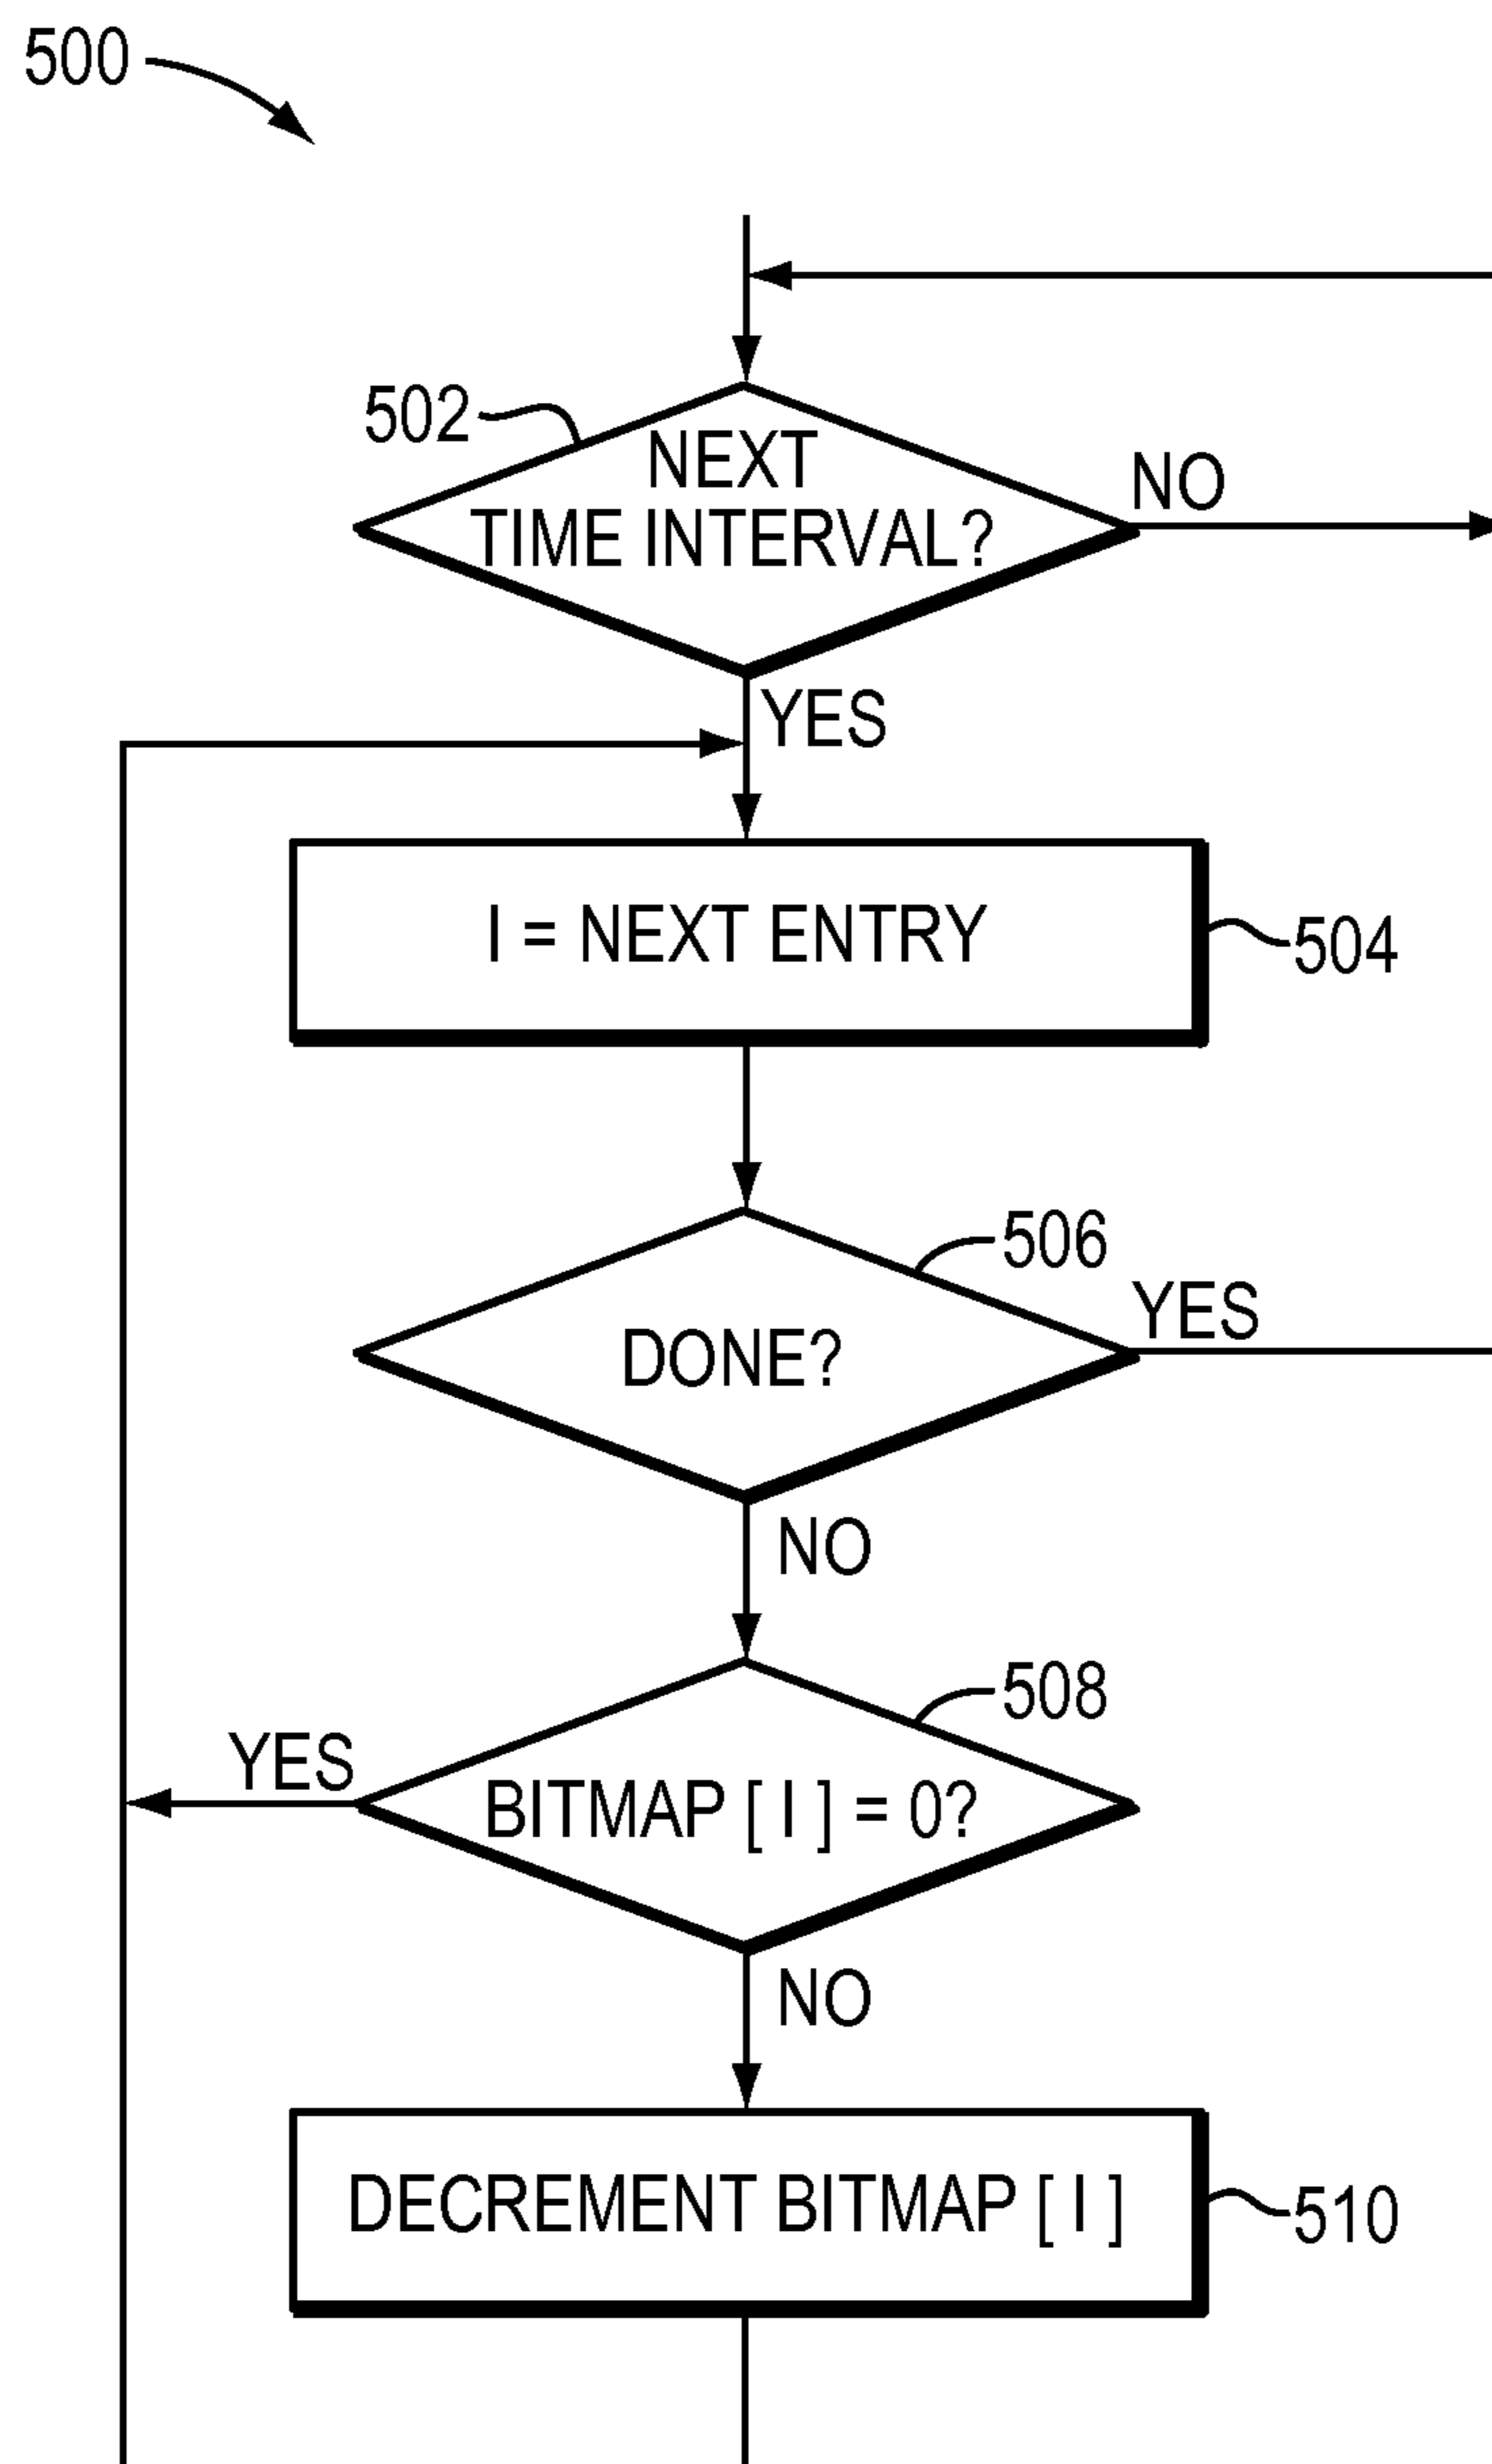 500
502
NEXT
TIME INTERVAL?
NO
YES
I = NEXT ENTRY
504
506
DONE?
YES
NO
508
YES
BITMAP [ I ] = 0?
NO
DECREMENT BITMAP [ I ]
510